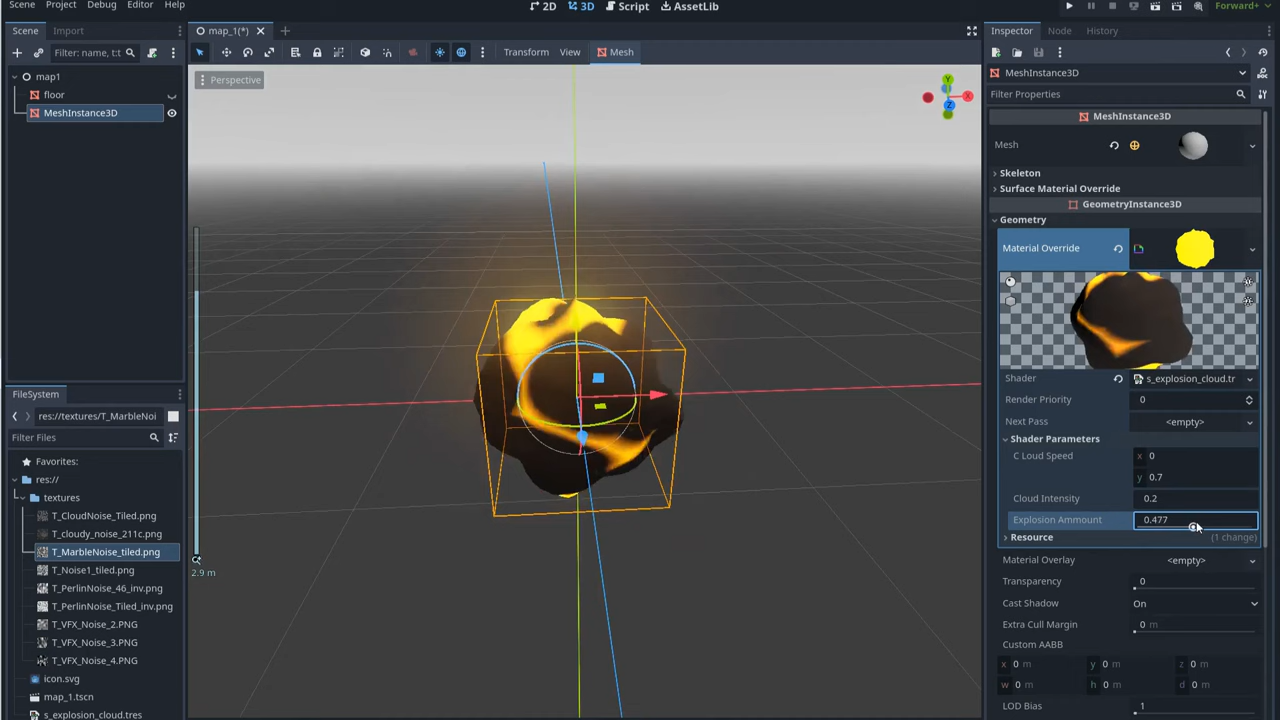 Scene Project Debug Editor Help
2D 3D Script AssetLib
Forward+
Scene Import
map_1(*)
Inspector Node History
Filter: name, t:t
Transform View Mesh
MeshInstance3D
Filter Properties
map1
floor
MeshInstance3D
Perspective
Y
X
Z
MeshInstance3D
Mesh
Skeleton
Surface Material Override
GeometryInstance3D
Geometry
Material Override
Shader s_explosion_cloud.tr
Render Priority 0
Next Pass <empty>
Shader Parameters
C Loud Speed x 0
y 0.7
Cloud Intensity 0.2
Explosion Ammount 0.477
Resource (1 change)
Material Overlay <empty>
Transparency 0
Cast Shadow On
Extra Cull Margin 0 m
Custom AABB
x 0 m y 0 m z 0 m
w 0 m h 0 m d 0 m
LOD Bias 1
2.9 m
FileSystem
res://textures/T_MarbleNoi
Filter Files
Favorites:
res://
textures
T_CloudNoise_Tiled.png
T_cloudy_noise_211c.png
T_MarbleNoise_tiled.png
T_Noise1_tiled.png
T_PerlinNoise_46_inv.png
T_PerlinNoise_Tiled_inv.png
T_VFX_Noise_2.PNG
T_VFX_Noise_3.PNG
T_VFX_Noise_4.PNG
icon.svg
map_1.tscn
s_explosion_cloud.tres